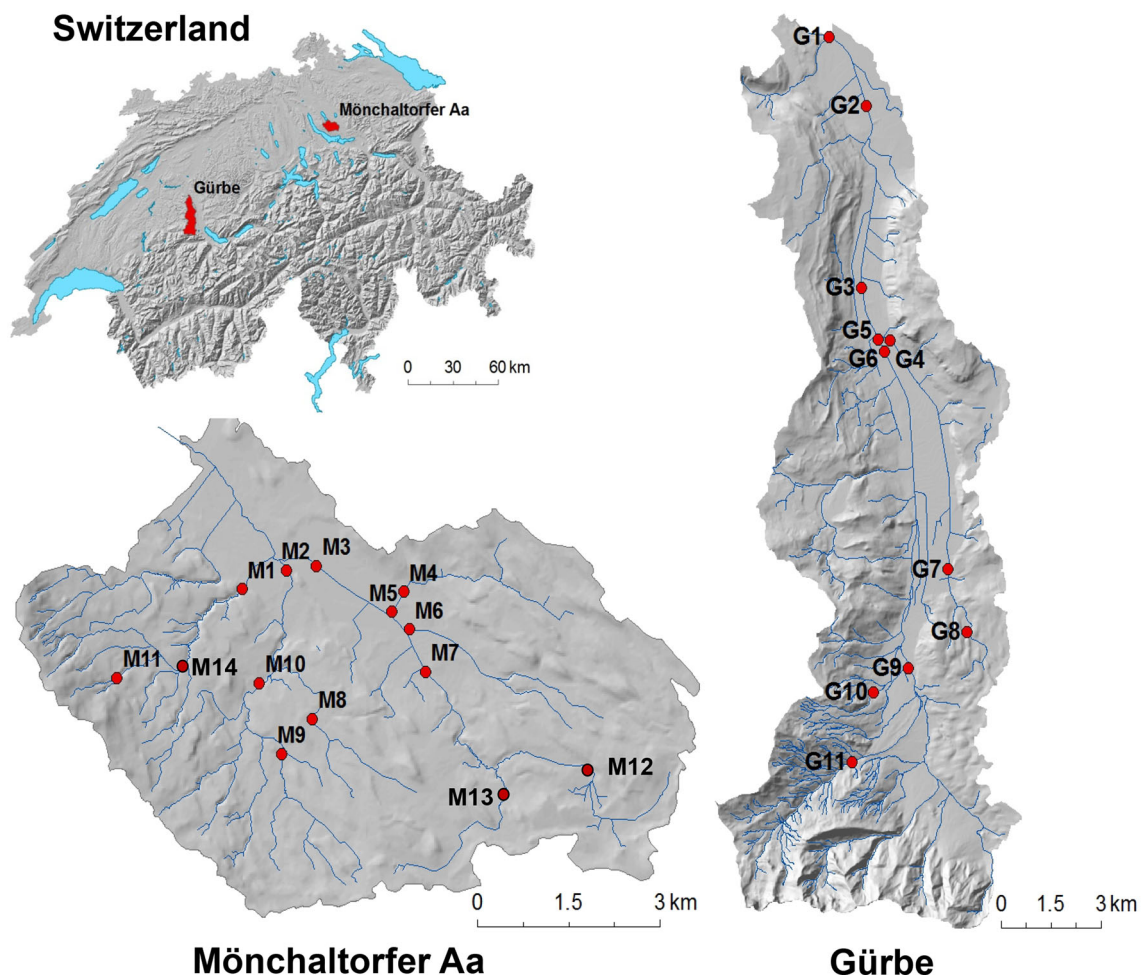 Switzerland
Mönchaltorfer Aa
Gürbe
0 30 60 km
G1
G2
G3
G5
G6 G4
G7
G8
G9
G10
G11
0 1.5 3 km
Gürbe
M1
M2
M3
M4
M5
M6
M7
M11
M14
M10
M8
M9
M12
M13
0 1.5 3 km
Mönchaltorfer Aa